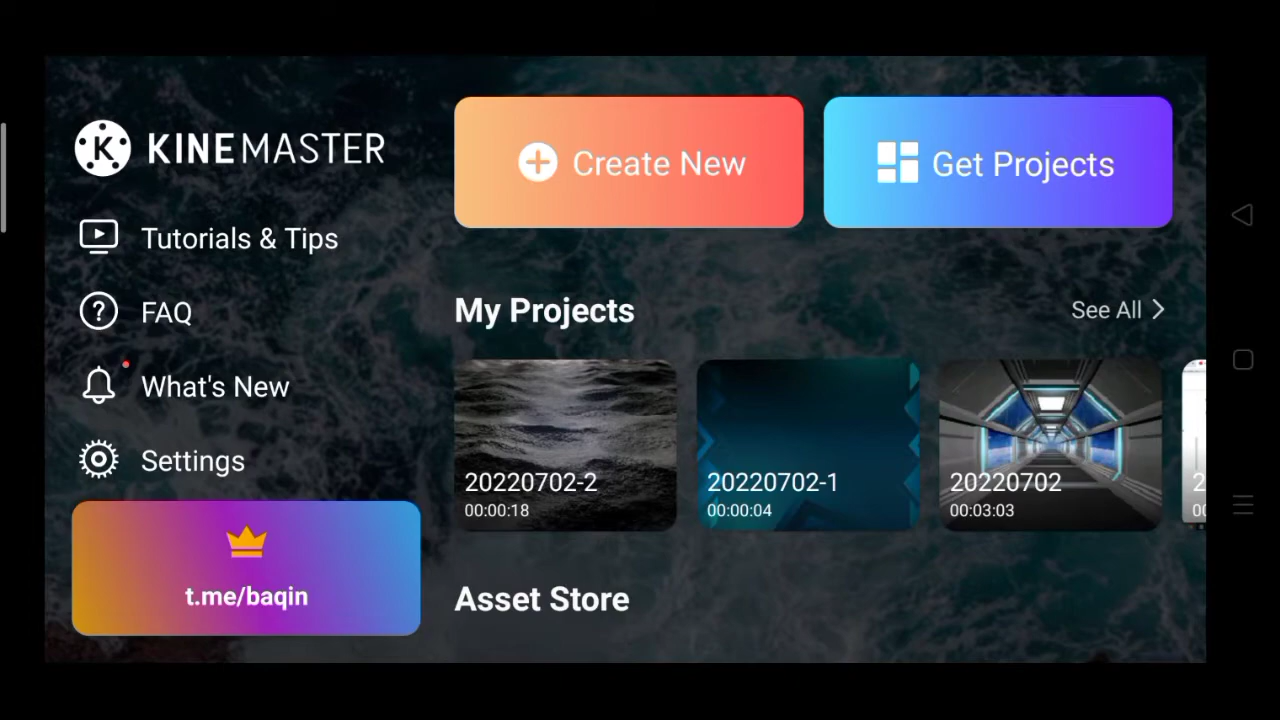 KINEMASTER
Tutorials & Tips
FAQ
What's New
Settings
t.me/baqin
Create New
Get Projects
My Projects
See All
20220702-2
00:00:18
20220702-1
00:00:04
20220702
00:03:03
Asset Store